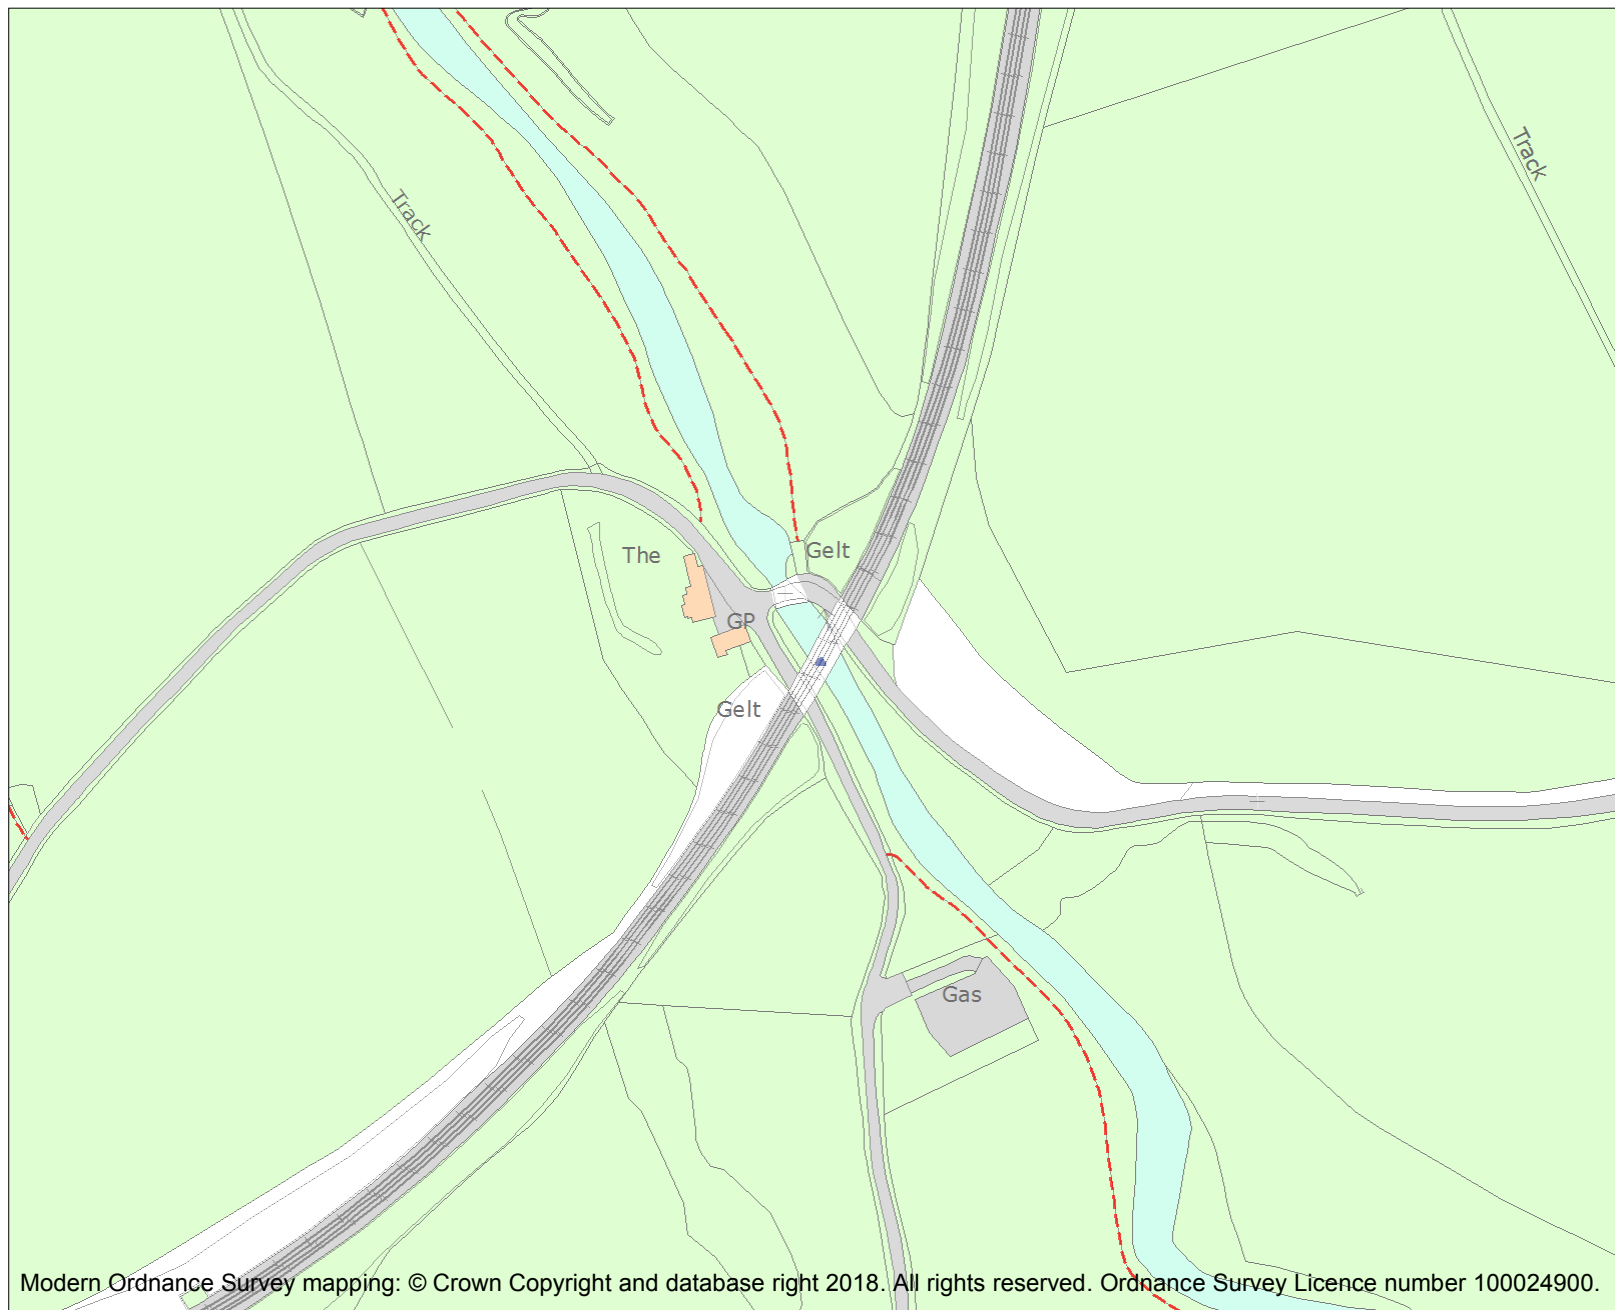 Track
Track
The
Gelt
GP
Gelt
Gas
Modern Ordnance Survey mapping: © Crown Copyright and database right 2018. All rights reserved. Ordnance Survey Licence number 100024900.